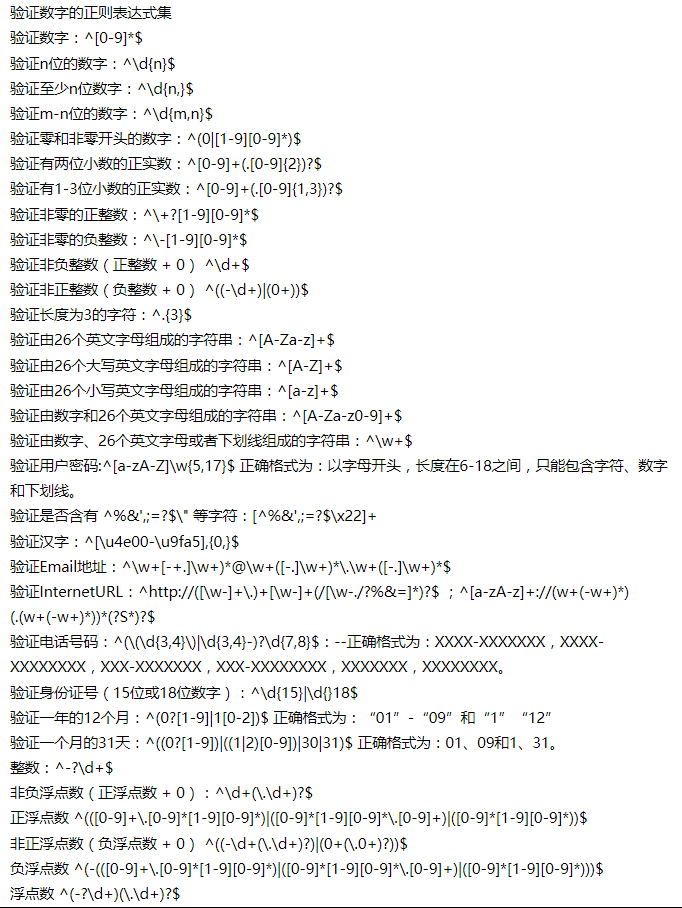 验证数字的正则表达式集
验证数字：^[0-9]*$
验证n位的数字：^\d{n}$
验证至少n位数字：^\d{n,}$
验证m-n位的数字：^\d{m,n}$
验证零和非零开头的数字：^(0|[1-9][0-9]*)$
验证有两位小数的正实数：^[0-9]+(.[0-9]{2})?$
验证有1-3位小数的正实数：^[0-9]+(.[0-9]{1,3})?$
验证非零的正整数：^\+?[1-9][0-9]*$
验证非零的负整数：^\-[1-9][0-9]*$
验证非负整数（正整数 + 0） ^\d+$
验证非正整数（负整数 + 0） ^((-\d+)|(0+))$
验证长度为3的字符：^.{3}$
验证由26个英文字母组成的字符串：^[A-Za-z]+$
验证由26个大写英文字母组成的字符串：^[A-Z]+$
验证由26个小写英文字母组成的字符串：^[a-z]+$
验证由数字和26个英文字母组成的字符串：^[A-Za-z0-9]+$
验证由数字、26个英文字母或者下划线组成的字符串：^\w+$
验证用户密码:^[a-zA-Z]\w{5,17}$ 正确格式为：以字母开头，长度在6-18之间，只能包含字符、数字
和下划线。
验证是否含有 ^%&',;=?$\" 等字符：[^%&',;=?$\x22]+
验证汉字：^[\u4e00-\u9fa5],{0,}$
验证Email地址：^\w+[-+.]\w+)*@\w+([-.]\w+)*\.\w+([-.]\w+)*$
验证InternetURL：^http://([\w-]+\.)+[\w-]+(/[\w-./?%&=]*)?$ ；^[a-zA-z]+://(w+(-w+)*)
(.(w+(-w+)*))*(?S*)?$
验证电话号码：^(\(\d{3,4}\)|\d{3,4}-)?\d{7,8}$：--正确格式为：XXXX-XXXXXXX，XXXX-
XXXXXXXX，XXX-XXXXXXX，XXX-XXXXXXXX，XXXXXXX，XXXXXXXX。
验证身份证号（15位或18位数字）：^\d{15}|\d{}18$
验证一年的12个月：^(0?[1-9]|1[0-2])$ 正确格式为：“01”-“09”和“1”“12”
验证一个月的31天：^((0?[1-9])|((1|2)[0-9])|30|31)$ 正确格式为：01、09和1、31。
整数：^-?\d+$
非负浮点数（正浮点数 + 0）：^\d+(\.\d+)?$
正浮点数 ^(([0-9]+\.[0-9]*[1-9][0-9]*)|([0-9]*[1-9][0-9]*\.[0-9]+)|([0-9]*[1-9][0-9]*))$
非正浮点数（负浮点数 + 0） ^((-\d+(\.\d+)?)|(0+(\.0+)?))$
负浮点数 ^(-(([0-9]+\.[0-9]*[1-9][0-9]*)|([0-9]*[1-9][0-9]*\.[0-9]+)|([0-9]*[1-9][0-9]*)))$
浮点数 ^(-?\d+)(\.\d+)?$